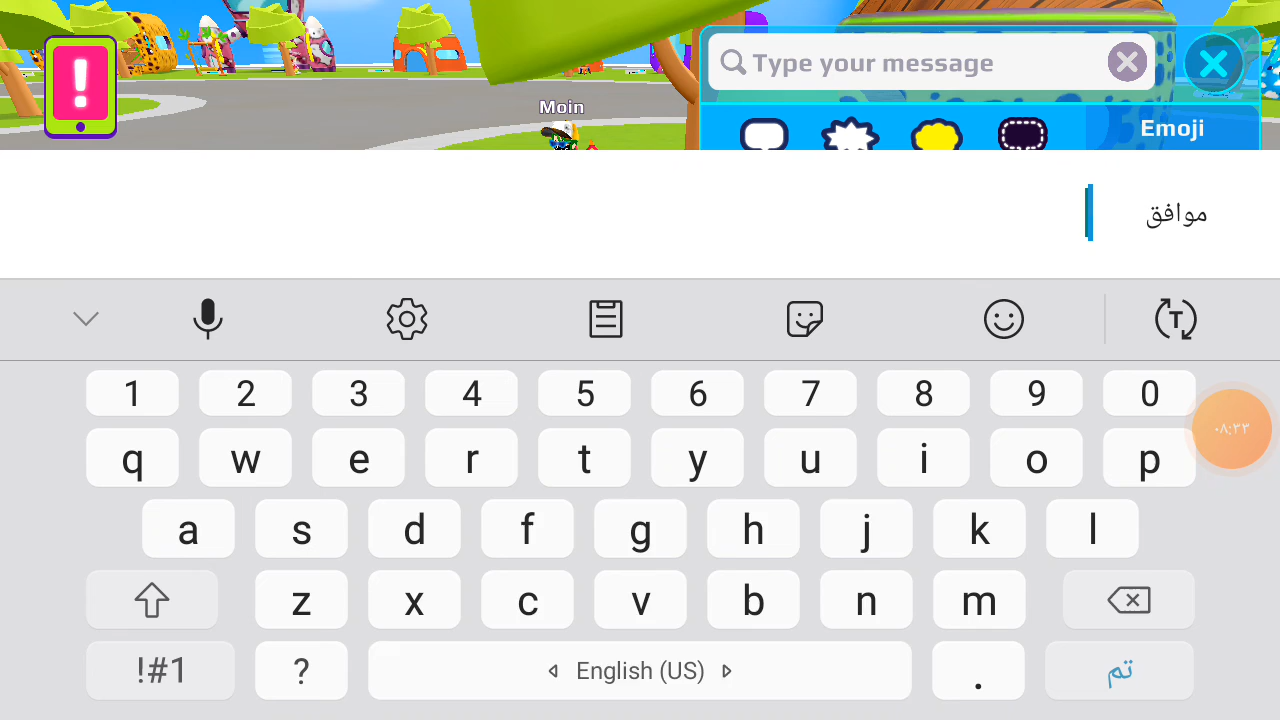 !
Type your message
Moin
Emoji
موافق
T
1 2 3 4 5 6 7 8 9 0
٠٨:٣٣
q w e r t y u i o p
a s d f g h j k l
z x c v b n m
!#1 ? English (US) . تم